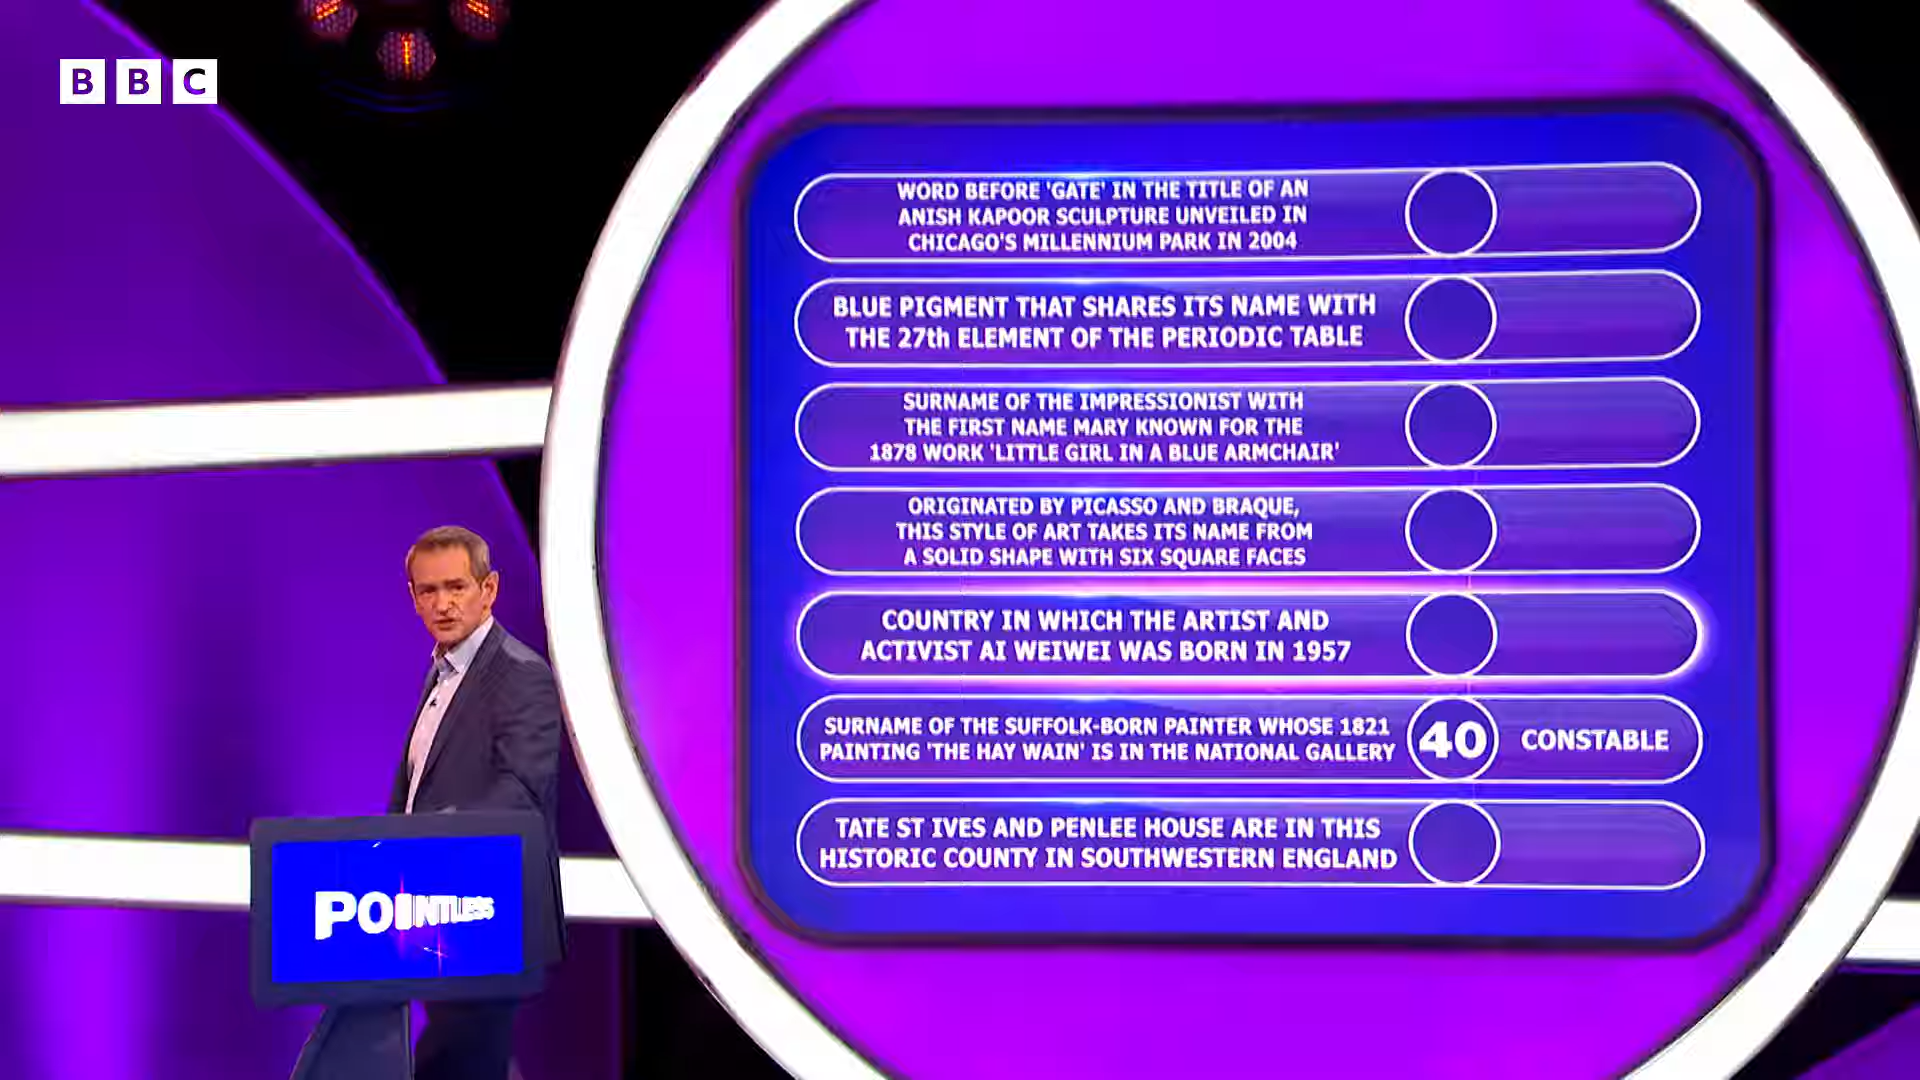 BBC
WORD BEFORE 'GATE' IN THE TITLE OF AN
ANISH KAPOOR SCULPTURE UNVEILED IN
CHICAGO'S MILLENNIUM PARK IN 2004
BLUE PIGMENT THAT SHARES ITS NAME WITH
THE 27th ELEMENT OF THE PERIODIC TABLE
SURNAME OF THE IMPRESSIONIST WITH
THE FIRST NAME MARY KNOWN FOR THE
1878 WORK 'LITTLE GIRL IN A BLUE ARMCHAIR'
ORIGINATED BY PICASSO AND BRAQUE,
THIS STYLE OF ART TAKES ITS NAME FROM
A SOLID SHAPE WITH SIX SQUARE FACES
COUNTRY IN WHICH THE ARTIST AND
ACTIVIST AI WEIWEI WAS BORN IN 1957
SURNAME OF THE SUFFOLK-BORN PAINTER WHOSE 1821
PAINTING 'THE HAY WAIN' IS IN THE NATIONAL GALLERY
40 CONSTABLE
TATE ST IVES AND PENLEE HOUSE ARE IN THIS
HISTORIC COUNTY IN SOUTHWESTERN ENGLAND
POINTLESS